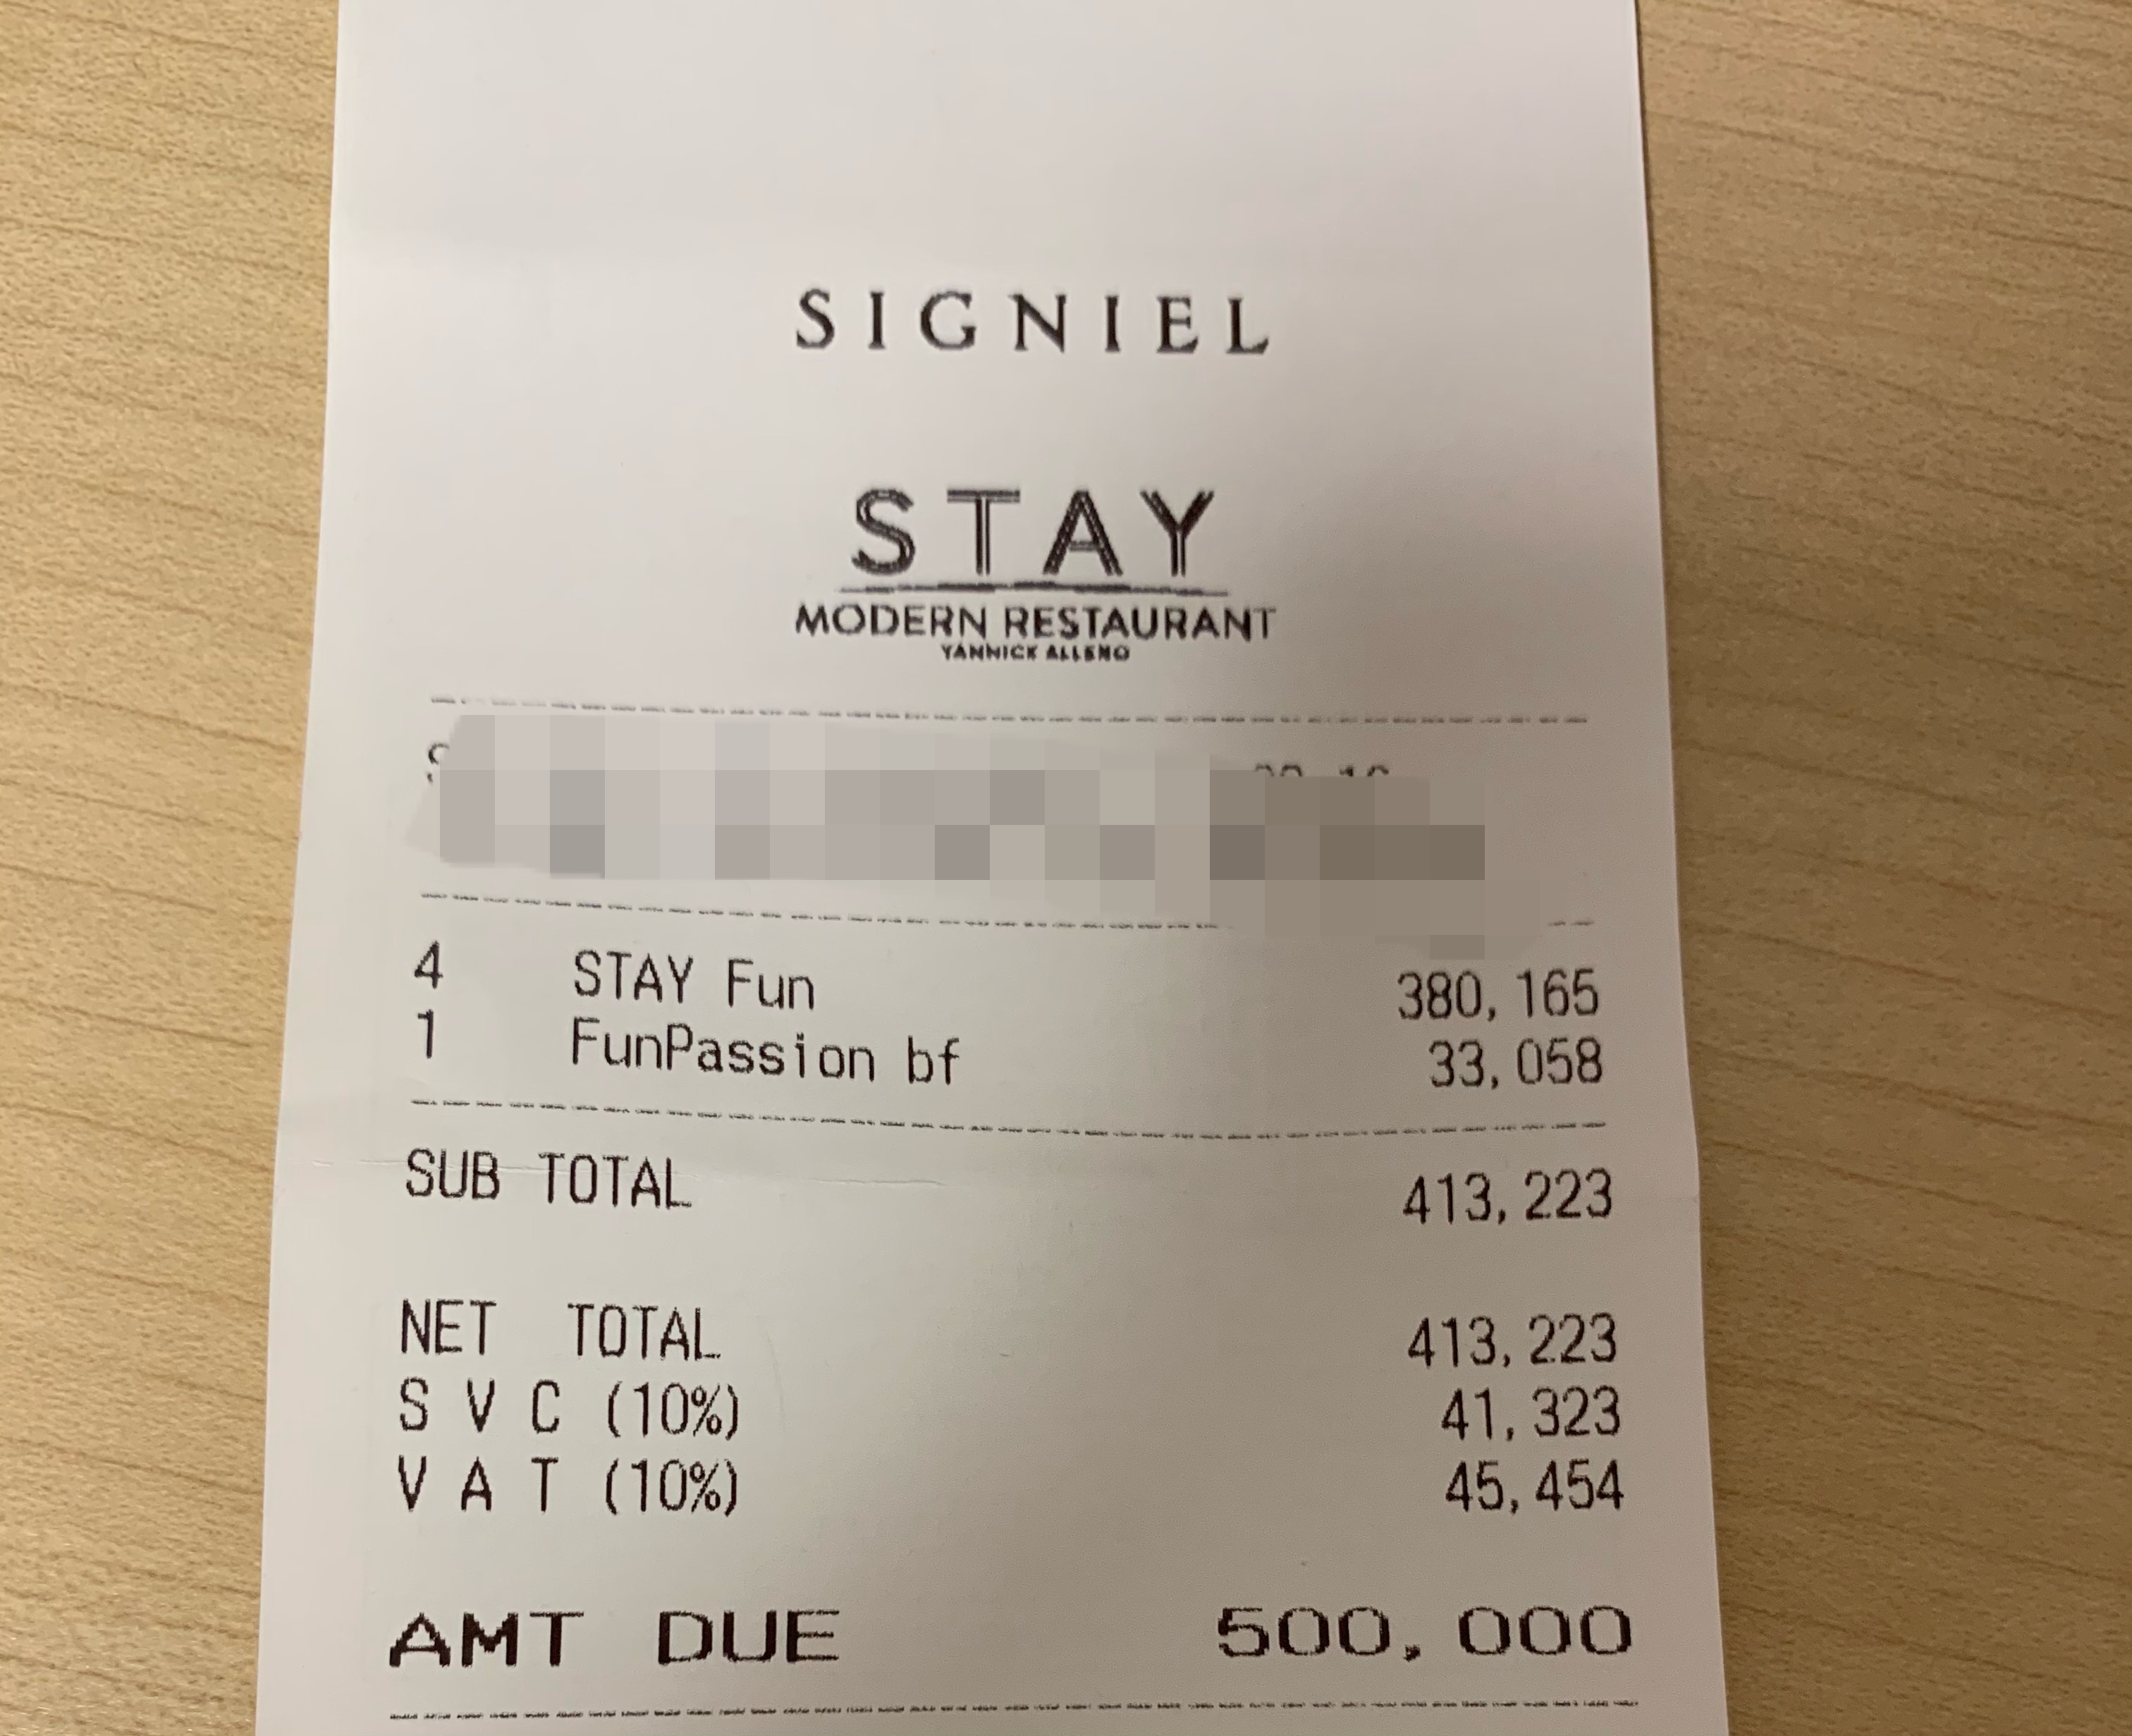 SIGNIEL
STAY
MODERN RESTAURANT
YANNICK ALLENO
4 STAY Fun 380,165
1 FunPassion bf 33,058
SUB TOTAL 413,223
NET TOTAL 413,223
S V C (10%) 41,323
V A T (10%) 45,454
AMT DUE 500,000